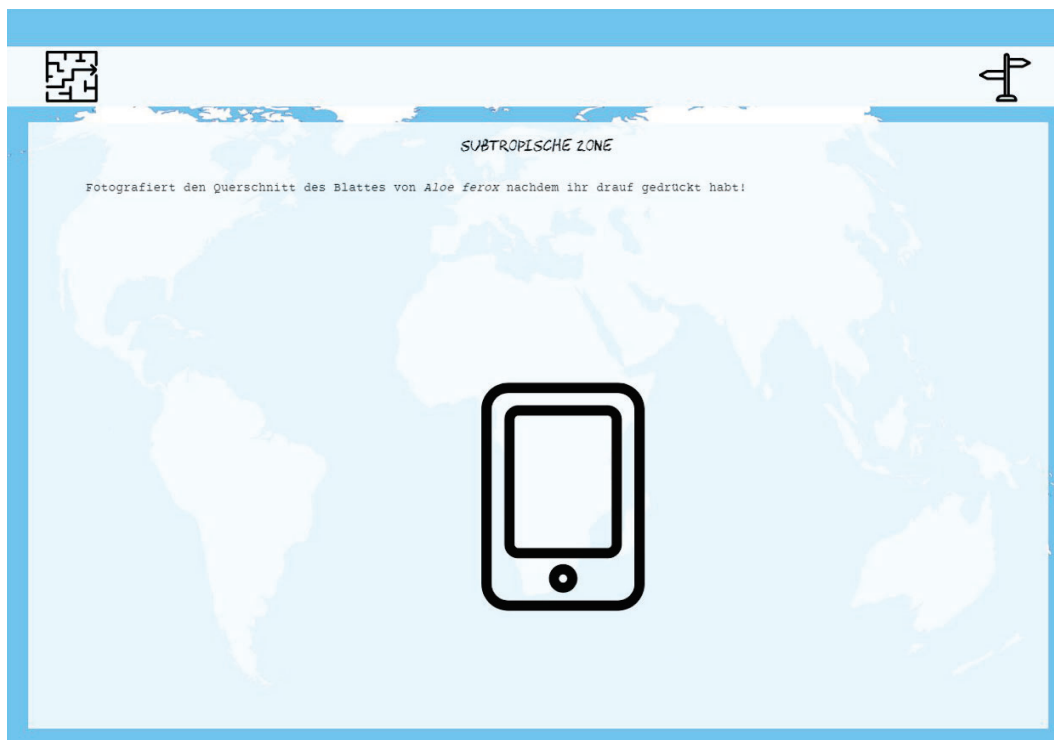 SUBTROPISCHE ZONE
Fotografiert den Querschnitt des Blattes von Aloe ferox nachdem ihr drauf gedrückt habt!